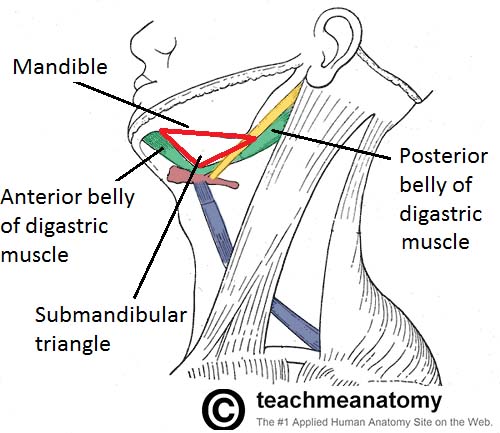 Mandible
Anterior belly
of digastric
muscle
Submandibular
triangle
Posterior
belly of
digastric
muscle
© teachmeanatomy
The #1 Applied Human Anatomy Site on the Web.